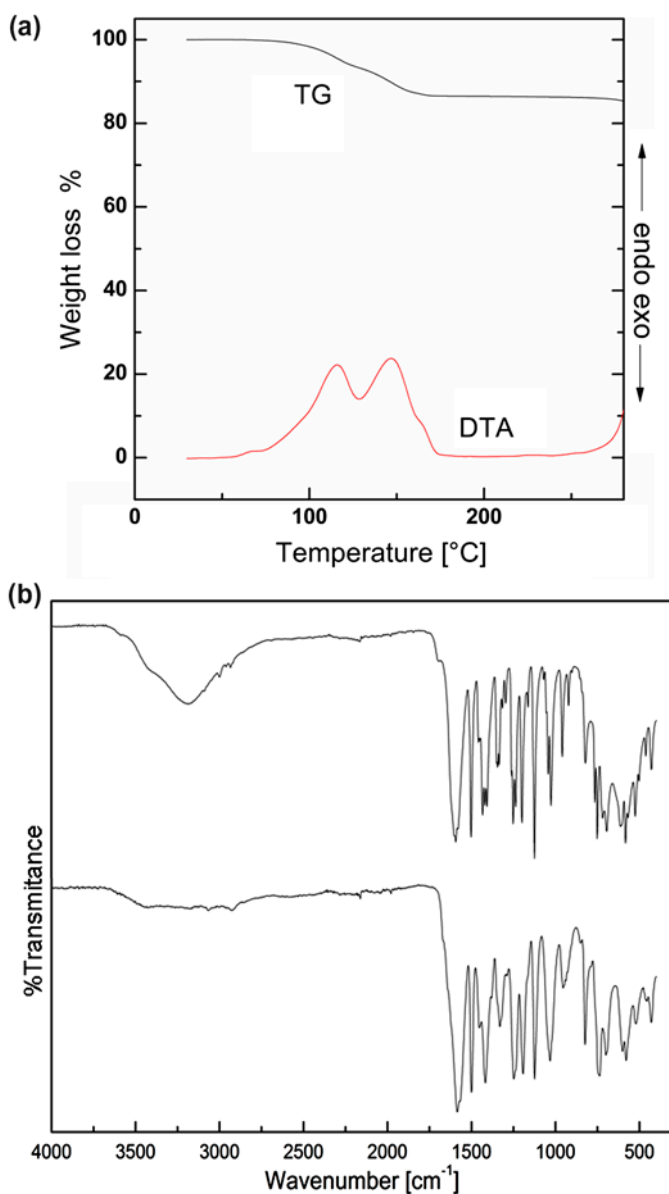 (a)
100
80
60
40
20
0
Weight loss %
TG
DTA
endo exo
0
100
200
Temperature [°C]
(b)
%Transmitance
4000 3500 3000 2500 2000 1500 1000 500
Wavenumber [cm⁻¹]